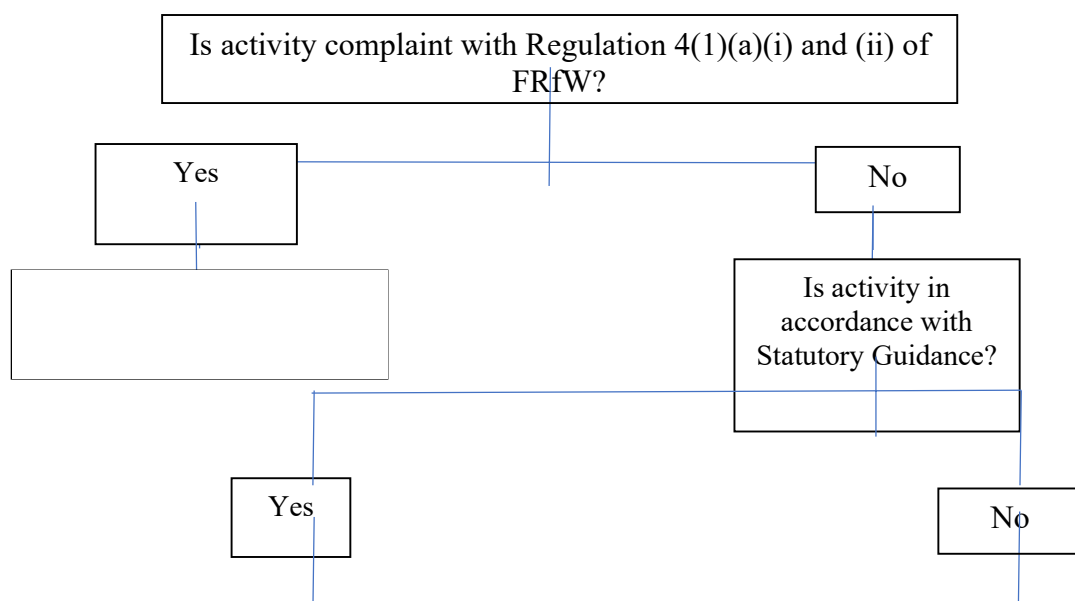 Is activity complaint with Regulation 4(1)(a)(i) and (ii) of
FRfW?
Yes
No
Is activity in
accordance with
Statutory Guidance?
Yes
No